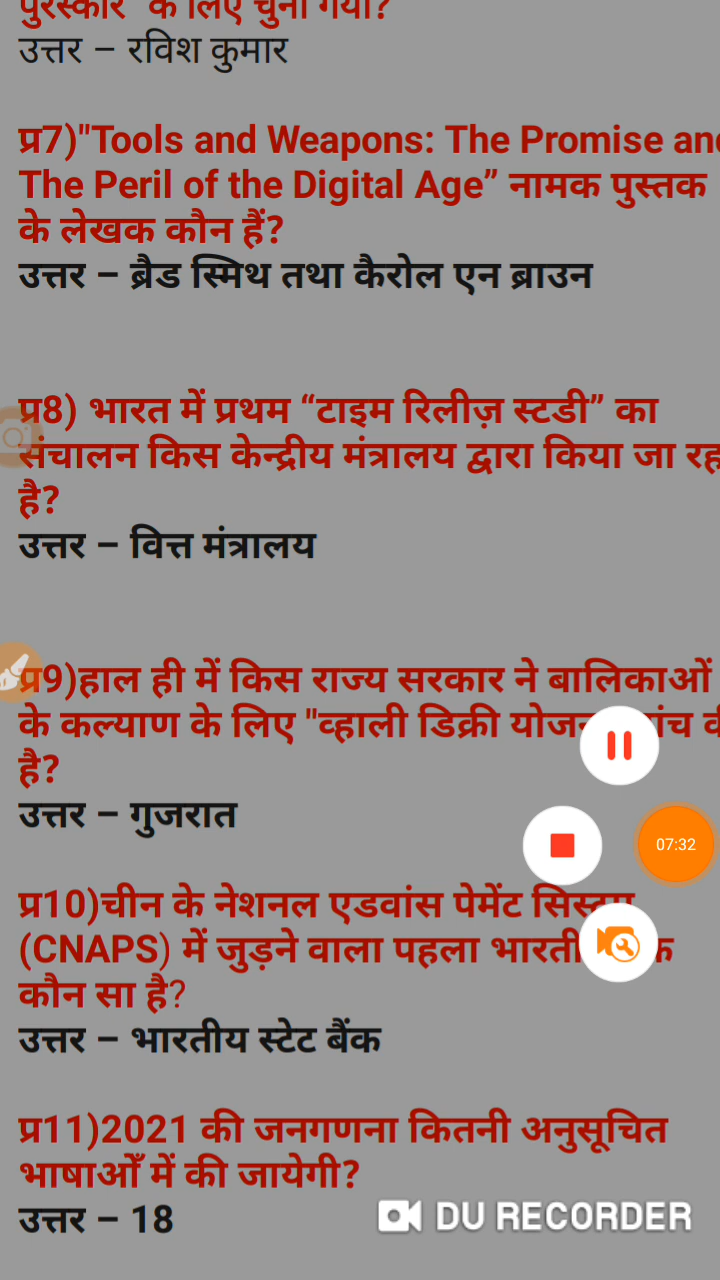 पुरस्कार" के लिए चुना गया?
उत्तर – रविश कुमार
प्र7)"Tools and Weapons: The Promise and
The Peril of the Digital Age” नामक पुस्तक
के लेखक कौन हैं?
उत्तर – ब्रैड स्मिथ तथा कैरोल एन ब्राउन
प्र8) भारत में प्रथम “टाइम रिलीज़ स्टडी” का
संचालन किस केन्द्रीय मंत्रालय द्वारा किया जा रह
है?
उत्तर – वित्त मंत्रालय
प्र9)हाल ही में किस राज्य सरकार ने बालिकाओं
के कल्याण के लिए "व्हाली डिक्री
है?
उत्तर – गुजरात
07:32
प्र10)चीन के नेशनल एडवांस पेमेंट सिस्टम
(CNAPS) में जुड़ने वाला पहला
कौन सा है?
उत्तर – भारतीय स्टेट बैंक
प्र11)2021 की जनगणना कितनी अनुसूचित
भाषाओँ में की जायेगी?
उत्तर – 18
DU RECORDER